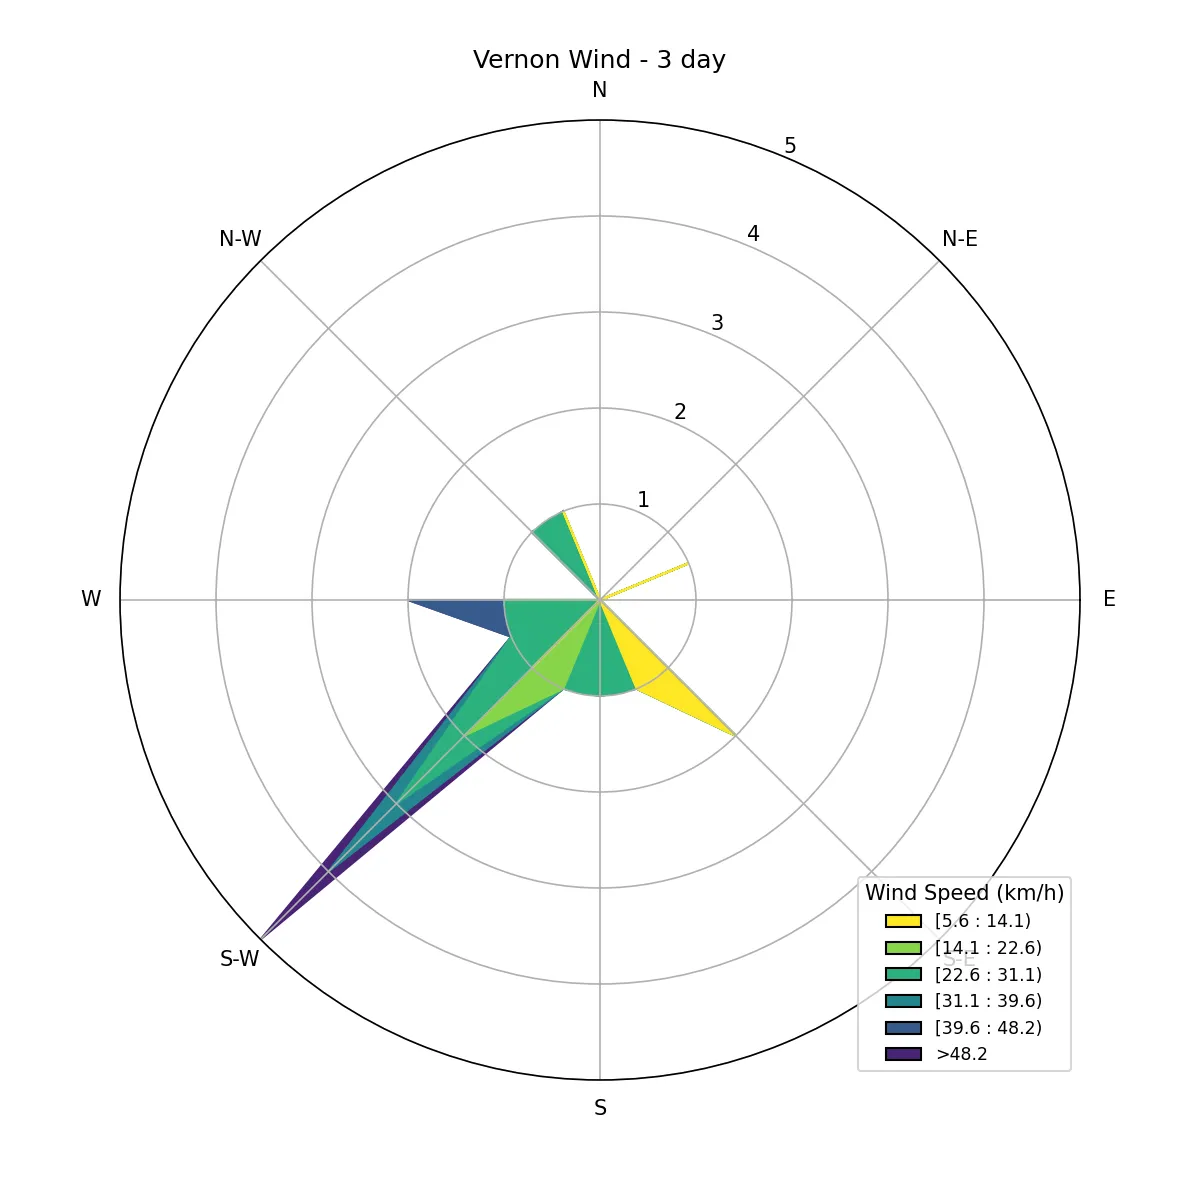 Vernon Wind - 3 day
N
5
N-W
N-E
4
3
2
1
W
E
Wind Speed (km/h)
[5.6 : 14.1)
[14.1 : 22.6)
S-W
S-E
[22.6 : 31.1)
[31.1 : 39.6)
[39.6 : 48.2)
>48.2
S